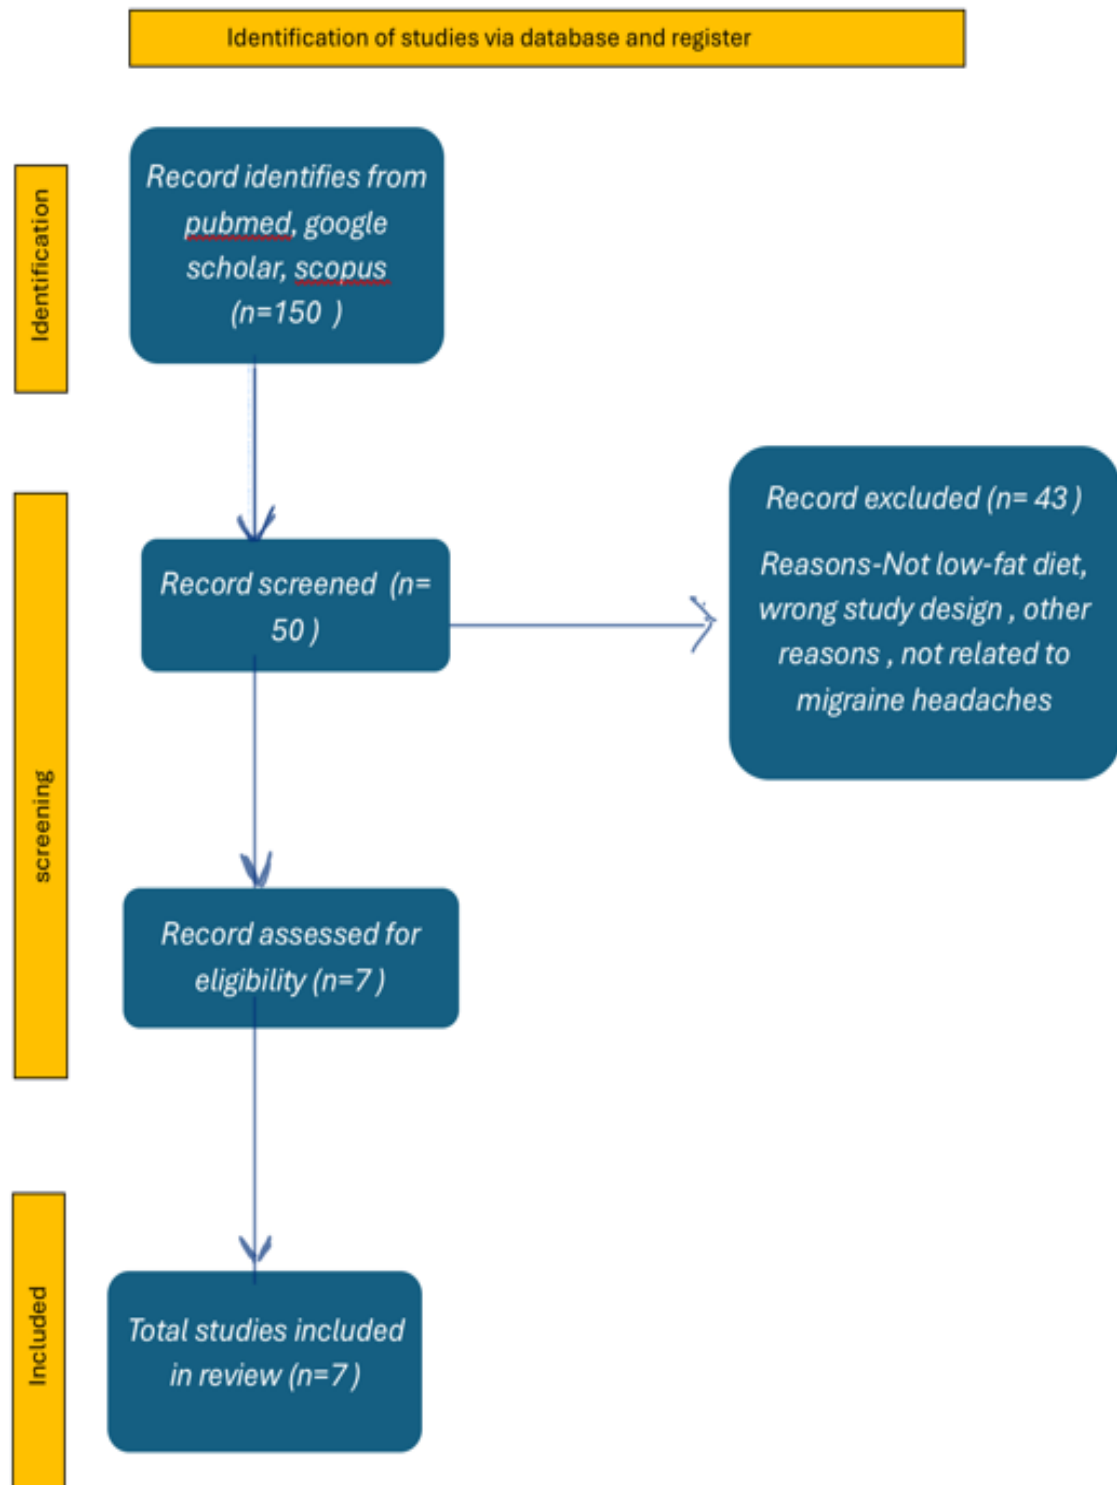 Identification of studies via database and register
Identification
Record identifies from
pubmed, google
scholar, scopus
(n=150 )
screening
Record screened (n=
50 )
Record excluded (n= 43 )
Reasons-Not low-fat diet,
wrong study design , other
reasons , not related to
migraine headaches
Record assessed for
eligibility (n=7 )
Included
Total studies included
in review (n=7 )